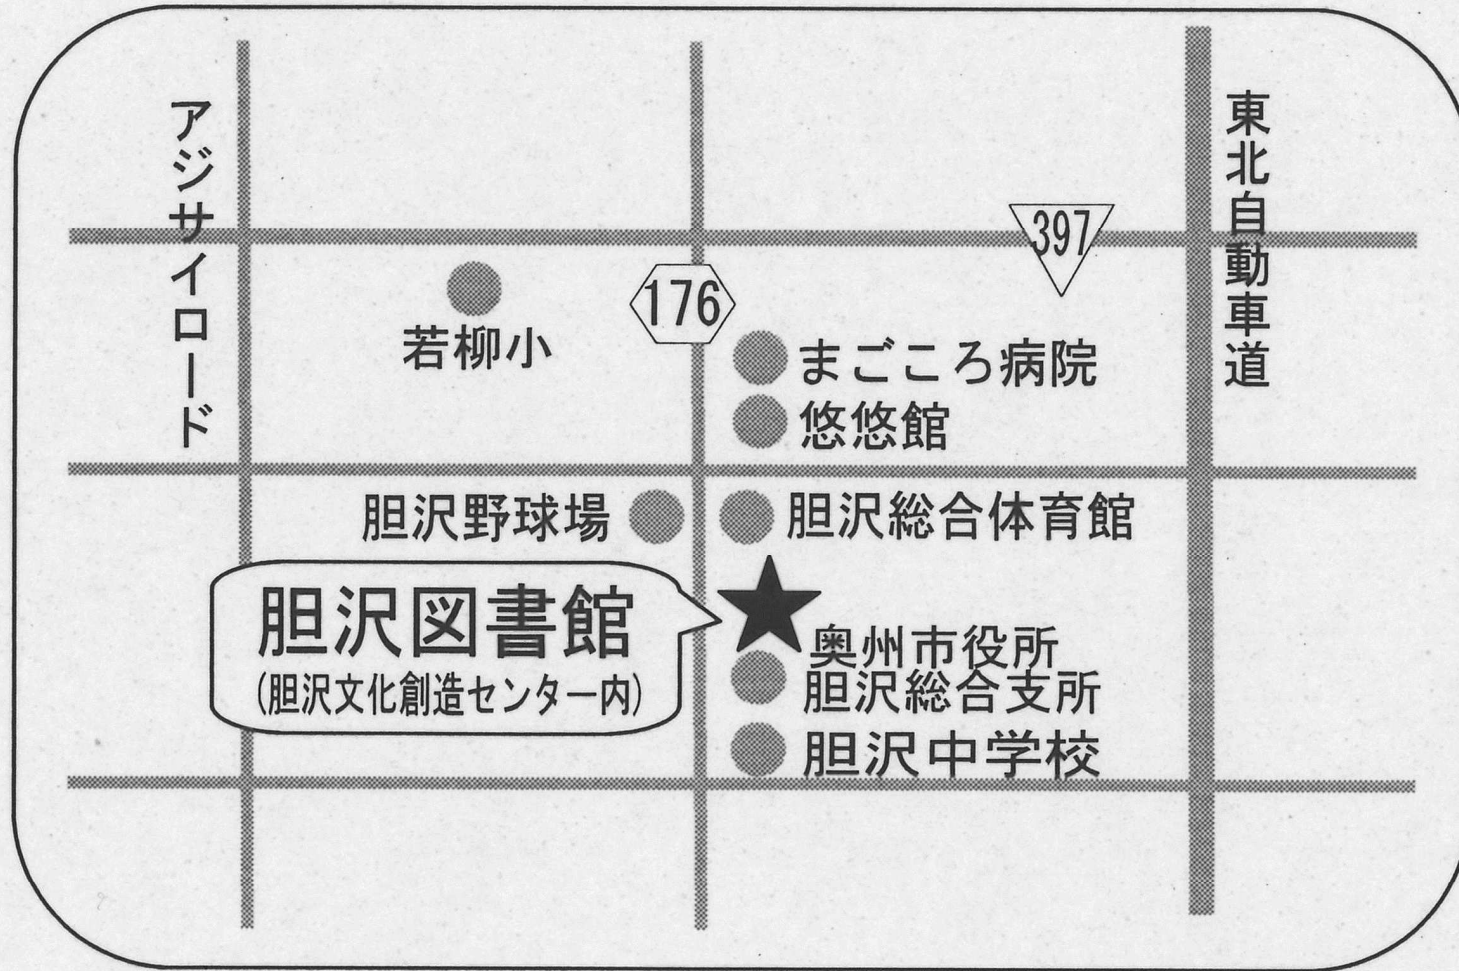 アジサイロード
東北自動車道
397
176
若柳小
まごころ病院
悠悠館
胆沢野球場
胆沢総合体育館
胆沢図書館
(胆沢文化創造センター内)
奥州市役所
胆沢総合支所
胆沢中学校